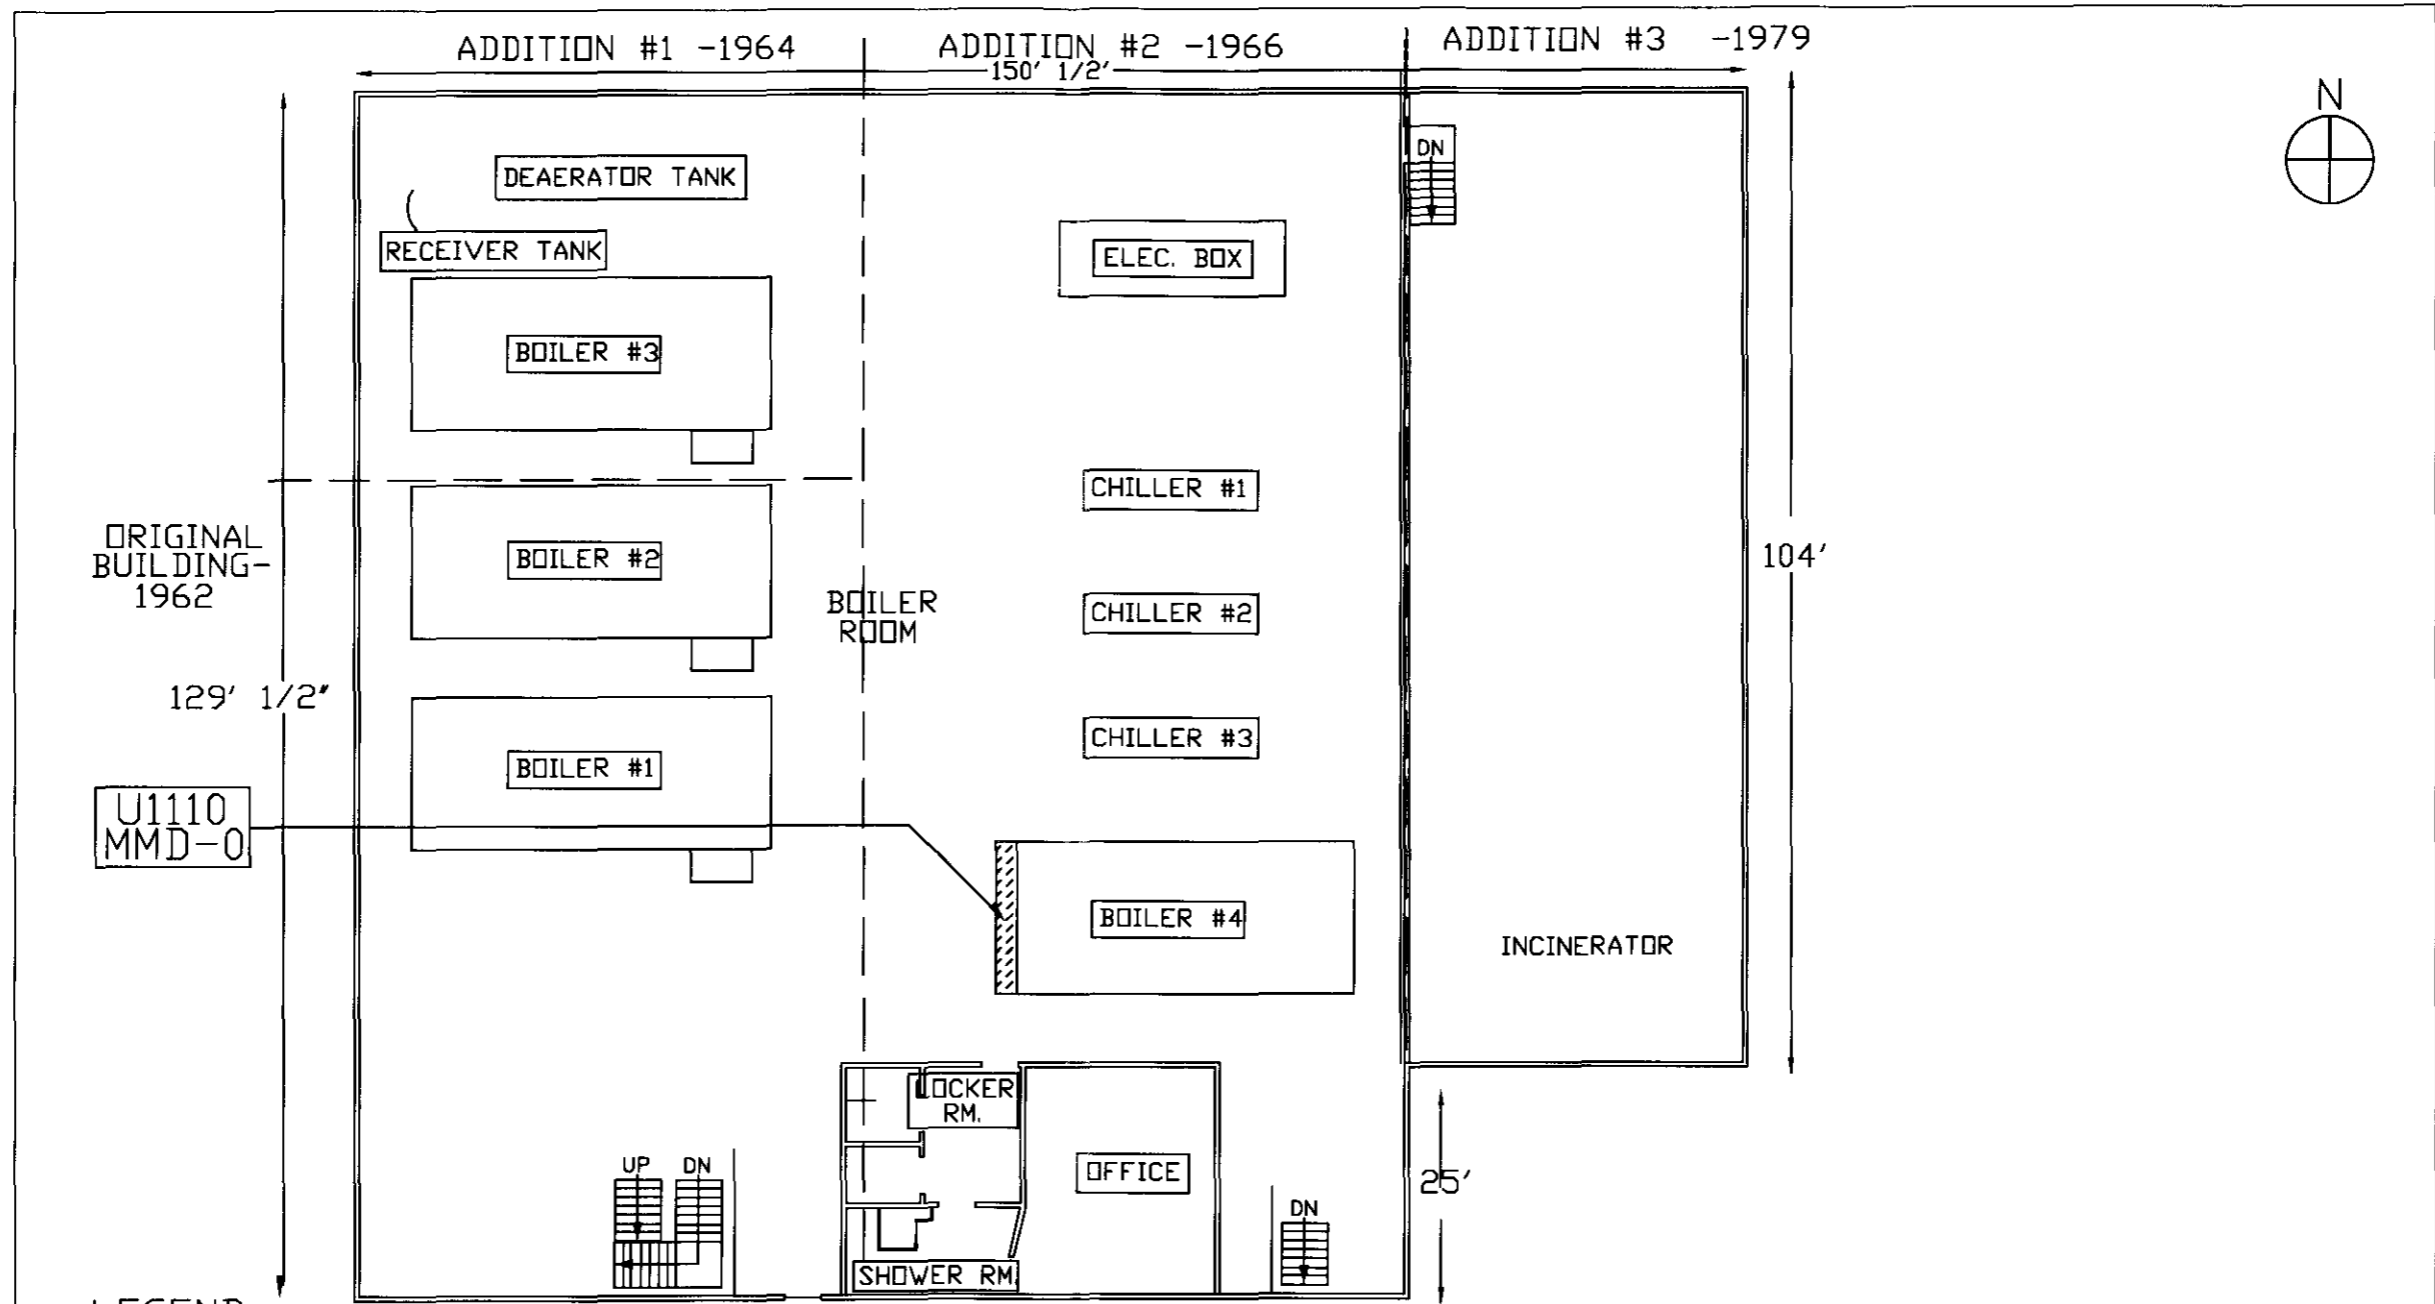 ADDITION #1 -1964
ADDITION #2 -1966
ADDITION #3 -1979
150' 1/2'
N
DN
DEAERATOR TANK
RECEIVER TANK
ELEC. BOX
BOILER #3
CHILLER #1
ORIGINAL
BUILDING-
1962
BOILER #2
104'
BOILER
ROOM
CHILLER #2
129' 1/2"
CHILLER #3
BOILER #1
U1110
MMD-0
BOILER #4
INCINERATOR
LOCKER
RM.
UP
DN
OFFICE
25'
DN
SHOWER RM
LEGEND